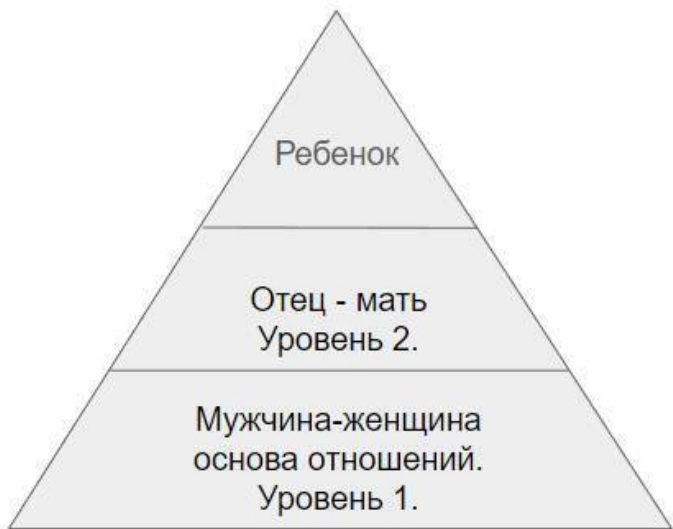 Ребенок
Отец - мать
Уровень 2.
Мужчина-женщина
основа отношений.
Уровень 1.